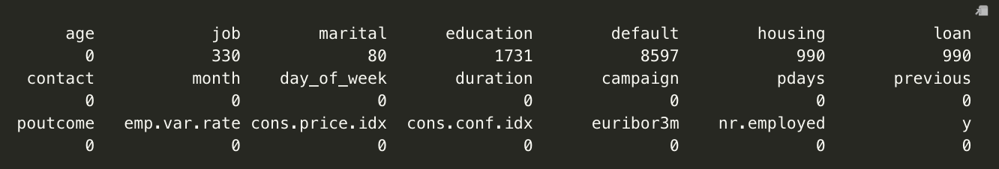 age job marital education default housing loan
0 330 80 1731 8597 990 990
contact month day_of_week duration campaign pdays previous
0 0 0 0 0 0 0
poutcome emp.var.rate cons.price.idx cons.conf.idx euribor3m nr.employed y
0 0 0 0 0 0 0